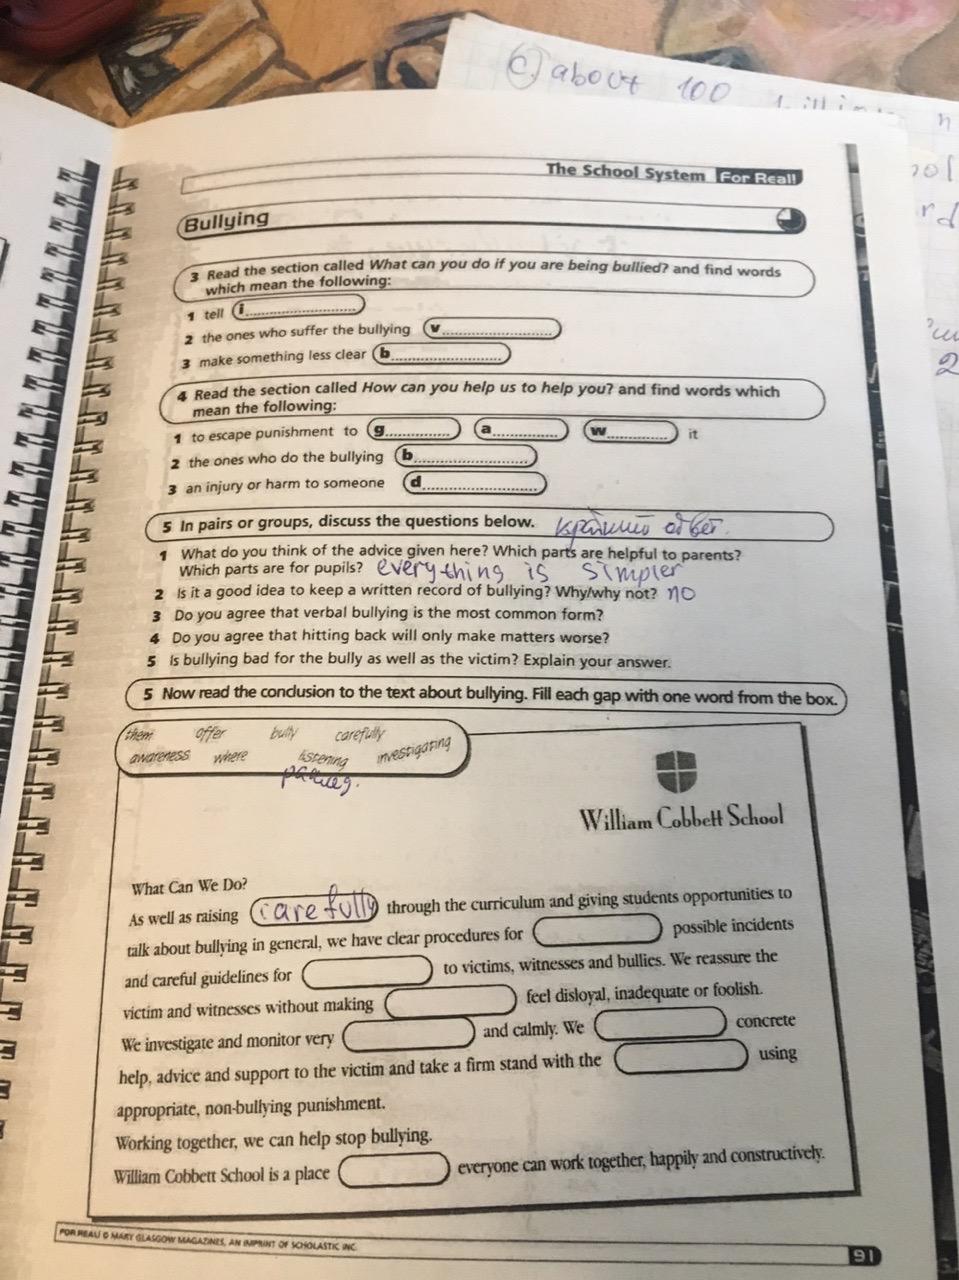 c) about 100
The School System For Real!
Bullying
3 Read the section called What can you do if you are being bullied? and find words
which mean the following:
1 tell i..............................
2 the ones who suffer the bullying v..............................
3 make something less clear b..............................
4 Read the section called How can you help us to help you? and find words which
mean the following:
1 to escape punishment to g.............. a.............. w.............. it
2 the ones who do the bullying b..............................
3 an injury or harm to someone d..............................
5 In pairs or groups, discuss the questions below.
1 What do you think of the advice given here? Which parts are helpful to parents?
Which parts are for pupils? everything is simpler
2 Is it a good idea to keep a written record of bullying? Why/why not? no
3 Do you agree that verbal bullying is the most common form?
4 Do you agree that hitting back will only make matters worse?
5 Is bullying bad for the bully as well as the victim? Explain your answer.
5 Now read the conclusion to the text about bullying. Fill each gap with one word from the box.
them offer bully carefully
awareness where listening investigating
William Cobbett School
What Can We Do?
As well as raising carefully through the curriculum and giving students opportunities to
talk about bullying in general, we have clear procedures for possible incidents
and careful guidelines for to victims, witnesses and bullies. We reassure the
victim and witnesses without making feel disloyal, inadequate or foolish.
We investigate and monitor very and calmly. We concrete
help, advice and support to the victim and take a firm stand with the using
appropriate, non-bullying punishment.
Working together, we can help stop bullying.
William Cobbett School is a place everyone can work together, happily and constructively.
FOR REAL! © MARY GLASGOW MAGAZINES, AN IMPRINT OF SCHOLASTIC INC.
91